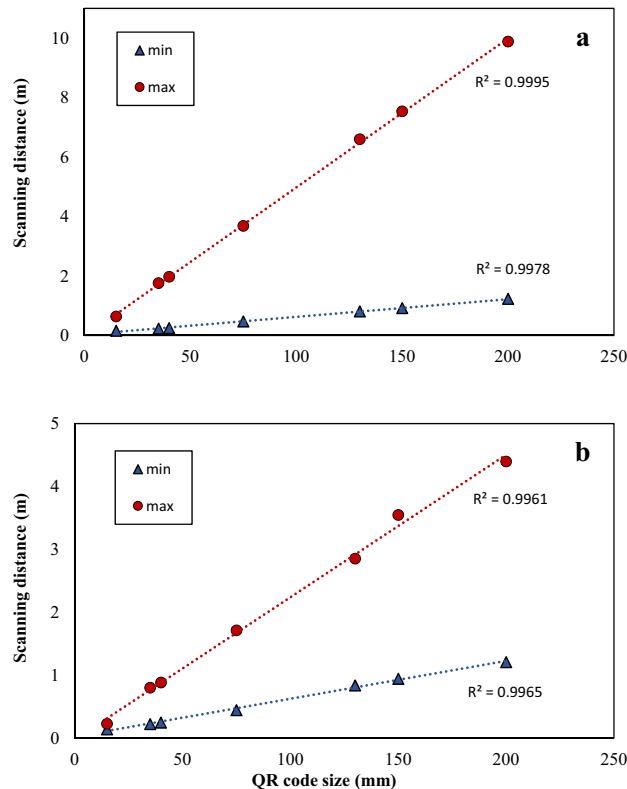 a
min
max
R² = 0.9995
R² = 0.9978
Scanning distance (m)
10
8
6
4
2
0
0 50 100 150 200 250
b
min
max
R² = 0.9961
R² = 0.9965
Scanning distance (m)
5
4
3
2
1
0
0 50 100 150 200 250
QR code size (mm)